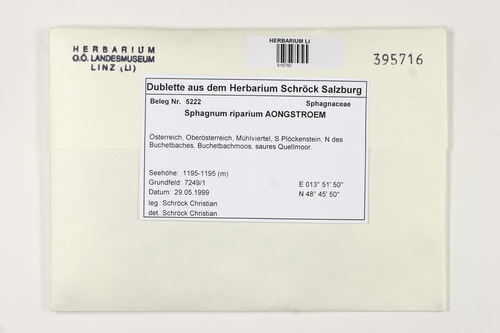 HERBARIUM
O.Ö. LANDESMUSEUM
LINZ (LI)
HERBARIUM LI
395716
Dublette aus dem Herbarium Schröck Salzburg
Beleg Nr. 5222 Sphagnaceae
Sphagnum riparium AONGSTROEM
Österreich, Oberösterreich, Mühlviertel, S Plöckenstein, N des
Buchetbaches, Buchetbachmoos, saures Quellmoor.
Seehöhe: 1195-1195 (m)
Grundfeld: 7249/1 E 013° 51' 50''
Datum: 29.05.1999 N 48° 45' 50''
leg.: Schröck Christian
det. Schröck Christian